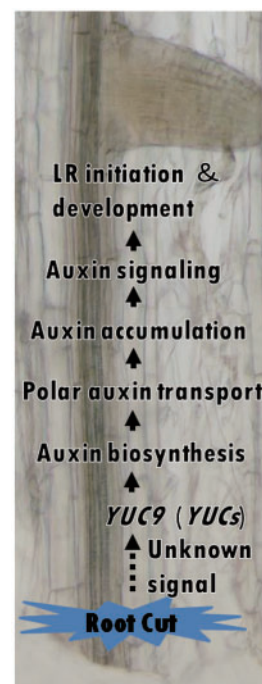 LR initiation &
development
Auxin signaling
Auxin accumulation
Polar auxin transport
Auxin biosynthesis
YUC9 (YUCs)
Unknown
signal
Root Cut